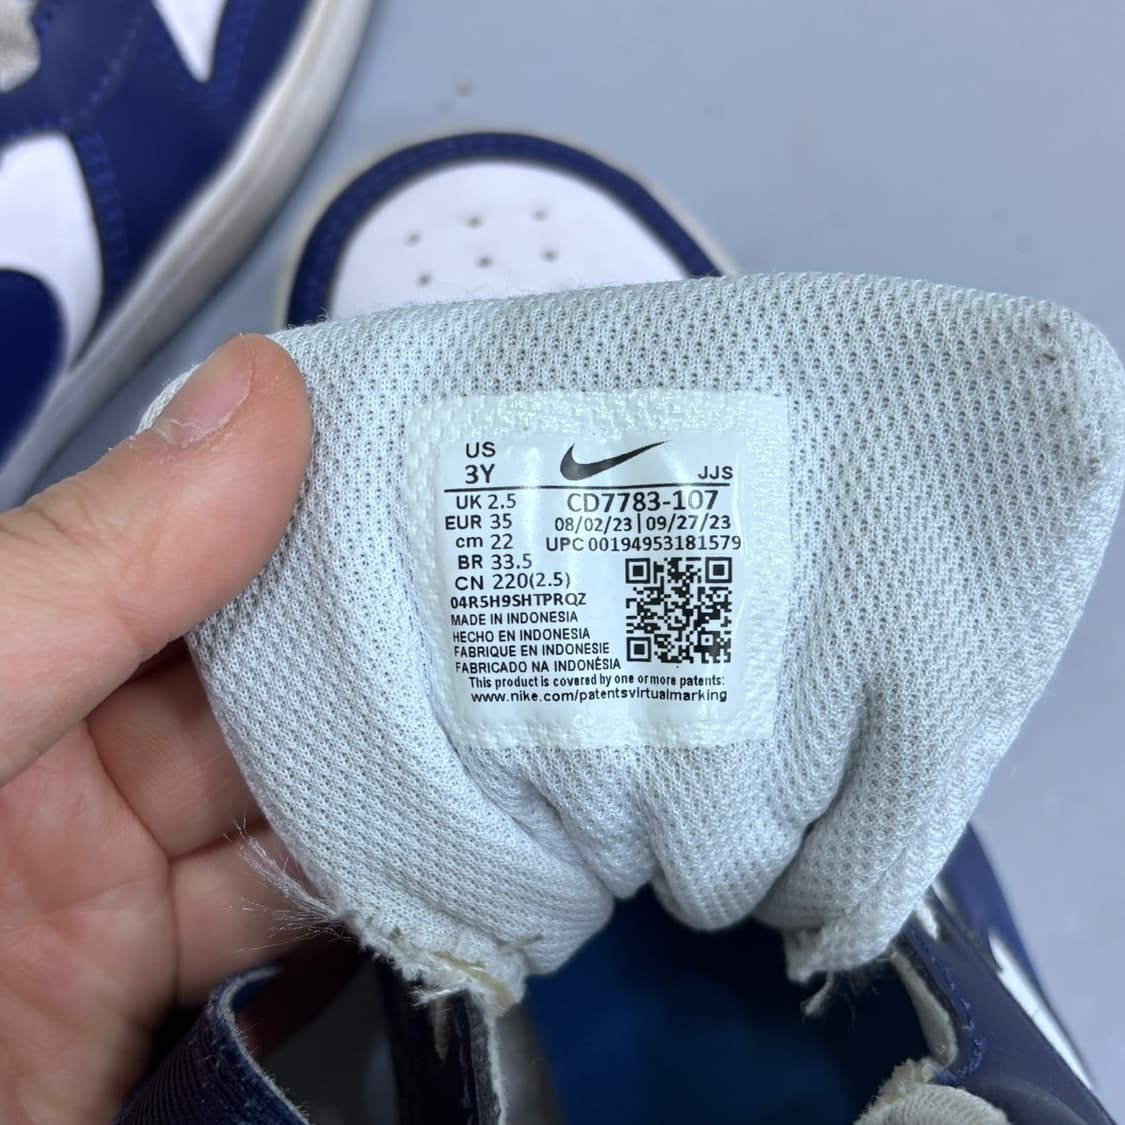 US
3Y
JJS
UK 2.5
CD7783-107
EUR 35
08/02/23 | 09/27/23
cm 22
UPC 00194953181579
BR 33.5
CN 220(2.5)
04R5H9SHTPRQZ
MADE IN INDONESIA
HECHO EN INDONESIA
FABRIQUE EN INDONESIE
FABRICADO NA INDONÉSIA
This product is covered by one or more patents:
www.nike.com/patentsvirtualmarking